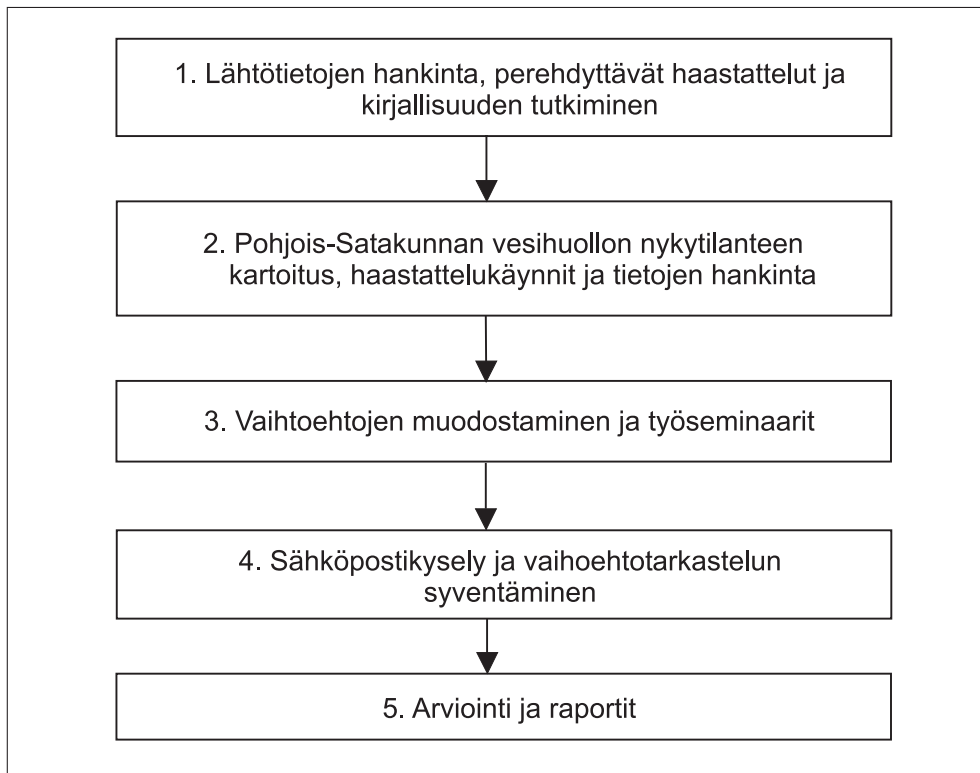 1. Lähtötietojen hankinta, perehdyttävät haastattelut ja
kirjallisuuden tutkiminen
2. Pohjois-Satakunnan vesihuollon nykytilanteen
kartoitus, haastattelukäynnit ja tietojen hankinta
3. Vaihtoehtojen muodostaminen ja työseminaarit
4. Sähköpostikysely ja vaihoehtotarkastelun
syventäminen
5. Arviointi ja raportit